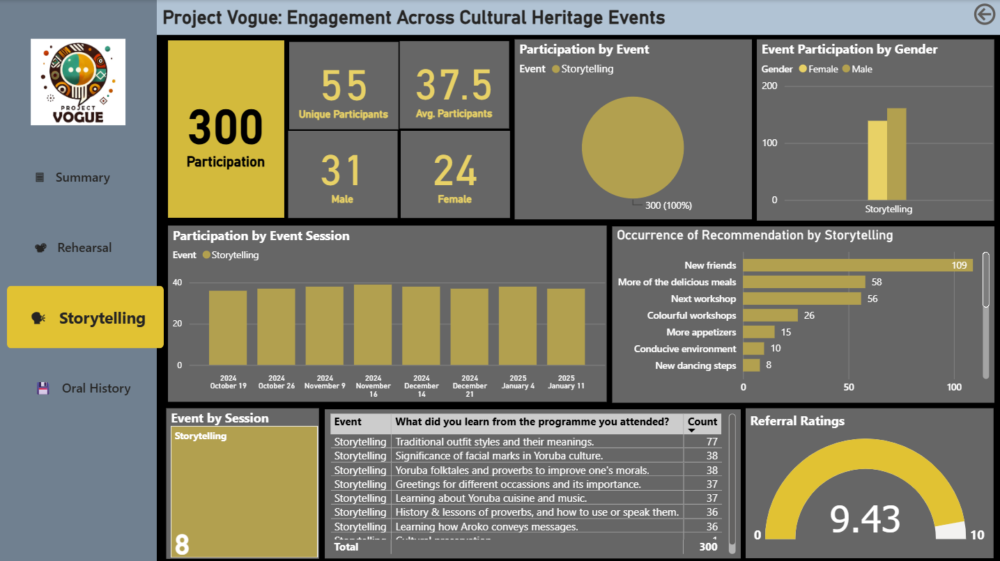 Project Vogue: Engagement Across Cultural Heritage Events
PROJECT
VOGUE
Summary
Rehearsal
Storytelling
Oral History
300
Participation
55
Unique Participants
37.5
Avg. Participants
31
Male
24
Female
Participation by Event
Event Storytelling
300 (100%)
Event Participation by Gender
Gender Female Male
200
100
0
Storytelling
Participation by Event Session
Event Storytelling
40
20
0
2024 October 19
2024 October 26
2024 November 9
2024 November 16
2024 December 14
2024 December 21
2025 January 4
2025 January 11
Occurrence of Recommendation by Storytelling
New friends 109
More of the delicious meals 58
Next workshop 56
Colourful workshops 26
More appetizers 15
Conducive environment 10
New dancing steps 8
0 50 100
Event by Session
Storytelling
8
Event What did you learn from the programme you attended? Count
Storytelling Traditional outfit styles and their meanings. 77
Storytelling Significance of facial marks in Yoruba culture. 38
Storytelling Yoruba folktales and proverbs to improve one's morals. 38
Storytelling Greetings for different occassions and its importance. 37
Storytelling Learning about Yoruba cuisine and music. 37
Storytelling History & lessons of proverbs, and how to use or speak them. 36
Storytelling Learning how Aroko conveys messages. 36
Total 300
Referral Ratings
9.43
0 10